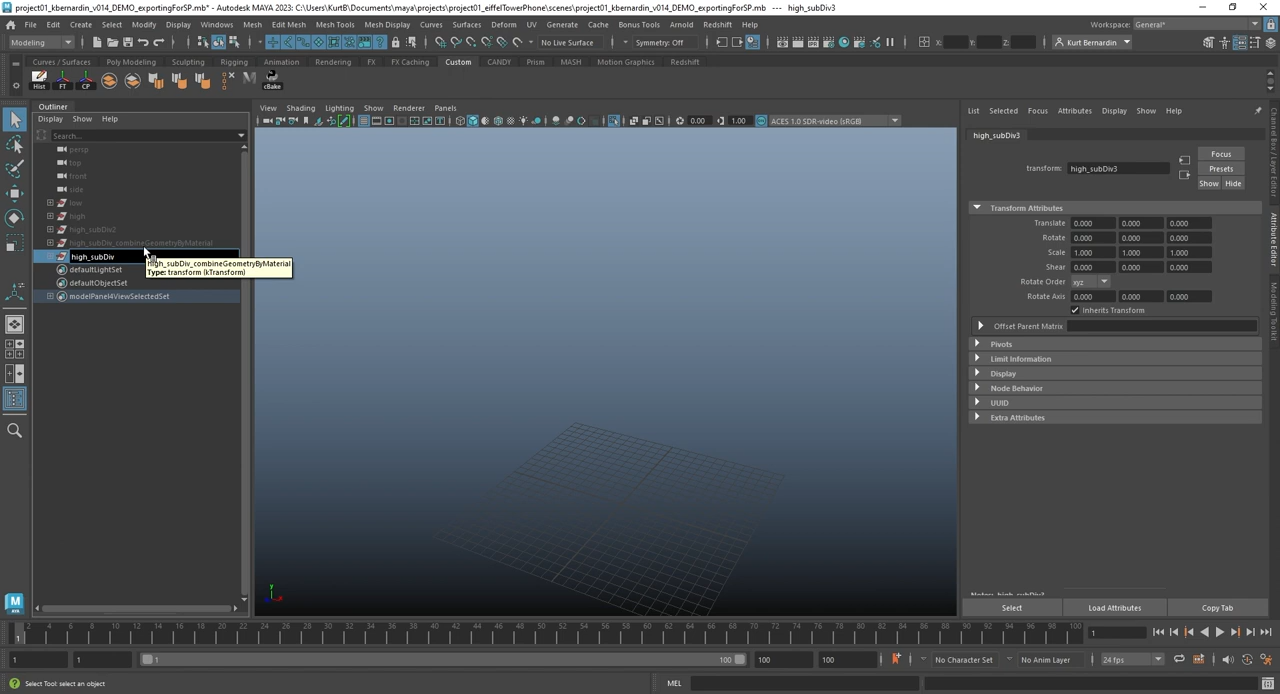 project01_kbernardin_v014_DEMO_exportingForSP.mb* - Autodesk MAYA 2023: C:\Users\KurtB\Documents\maya\projects\project01_eiffelTowerPhone\scenes\project01_kbernardin_v014_DEMO_exportingForSP.mb --- high_subDiv3
File Edit Create Select Modify Display Windows Mesh Edit Mesh Mesh Tools Mesh Display Curves Surfaces Deform UV Generate Cache Bonus Tools Arnold Redshift Help
Workspace: General*
Modeling
No Live Surface
Symmetry: Off
X: Y: Z:
Kurt Bernardin
Curves / Surfaces Poly Modeling Sculpting Rigging Animation Rendering FX FX Caching Custom CANDY Prism MASH Motion Graphics Redshift
Hist FT CP cBake
Outliner
Display Show Help
Search...
persp
top
front
side
low
high
high_subDiv2
high_subDiv_combineGeometryByMaterial
high_subDiv
defaultLightSet
defaultObjectSet
modelPanel4ViewSelectedSet
high_subDiv_combineGeometryByMaterial
Type: transform (kTransform)
View Shading Lighting Show Renderer Panels
0.00 1.00 ACES 1.0 SDR-video (sRGB)
y
List Selected Focus Attributes Display Show Help
high_subDiv3
transform: high_subDiv3
Focus
Presets
Show Hide
Transform Attributes
Translate 0.000 0.000 0.000
Rotate 0.000 0.000 0.000
Scale 1.000 1.000 1.000
Shear 0.000 0.000 0.000
Rotate Order xyz
Rotate Axis 0.000 0.000 0.000
Inherits Transform
Offset Parent Matrix
Pivots
Limit Information
Display
Node Behavior
UUID
Extra Attributes
Notes: high_subDiv3
Select Load Attributes Copy Tab
Channel Box / Layer Editor
Attribute Editor
Modeling Toolkit
2 4 6 8 10 12 14 16 18 20 22 24 26 28 30 32 34 36 38 40 42 44 46 48 50 52 54 56 58 60 62 64 66 68 70 72 74 76 78 80 82 84 86 88 90 92 94 96 98 100
1
1
1 1 1 100 100 100
No Character Set
No Anim Layer
24 fps
Select Tool: select an object
MEL